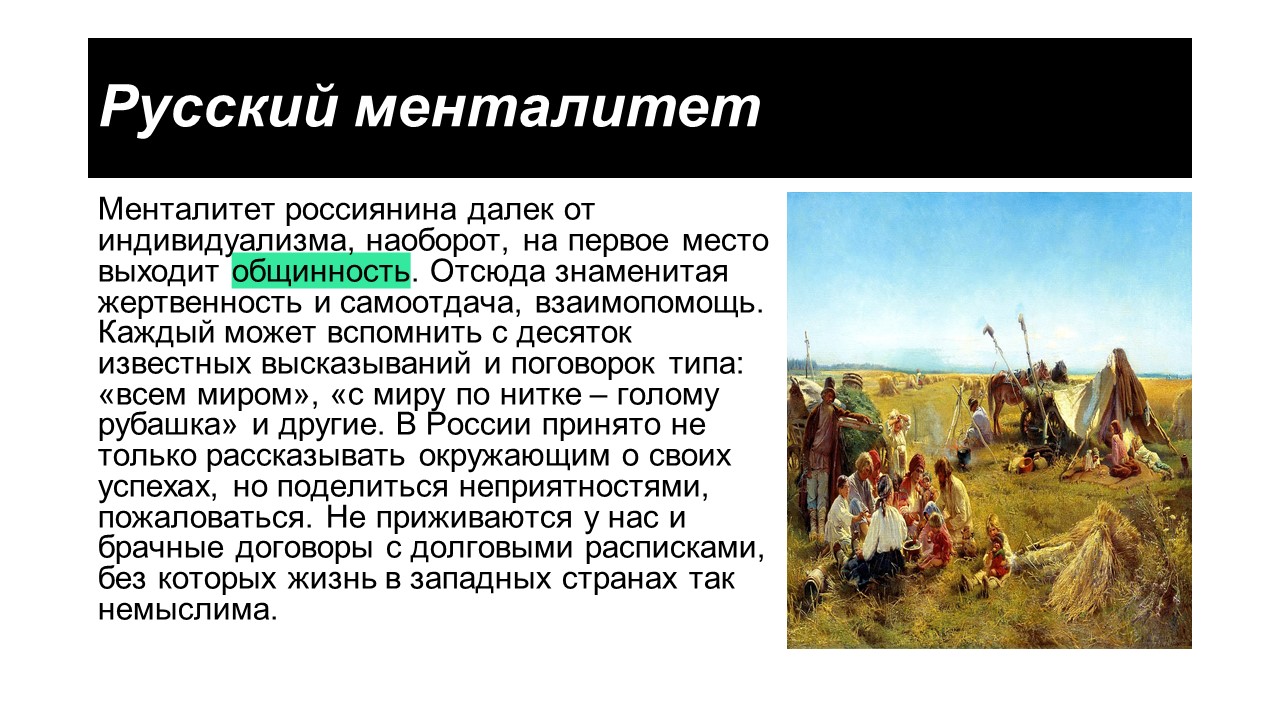 Русский менталитет
Менталитет россиянина далек от
индивидуализма, наоборот, на первое место
выходит общинность. Отсюда знаменитая
жертвенность и самоотдача, взаимопомощь.
Каждый может вспомнить с десяток
известных высказываний и поговорок типа:
«всем миром», «с миру по нитке – голому
рубашка» и другие. В России принято не
только рассказывать окружающим о своих
успехах, но поделиться неприятностями,
пожаловаться. Не приживаются у нас и
брачные договоры с долговыми расписками,
без которых жизнь в западных странах так
немыслима.